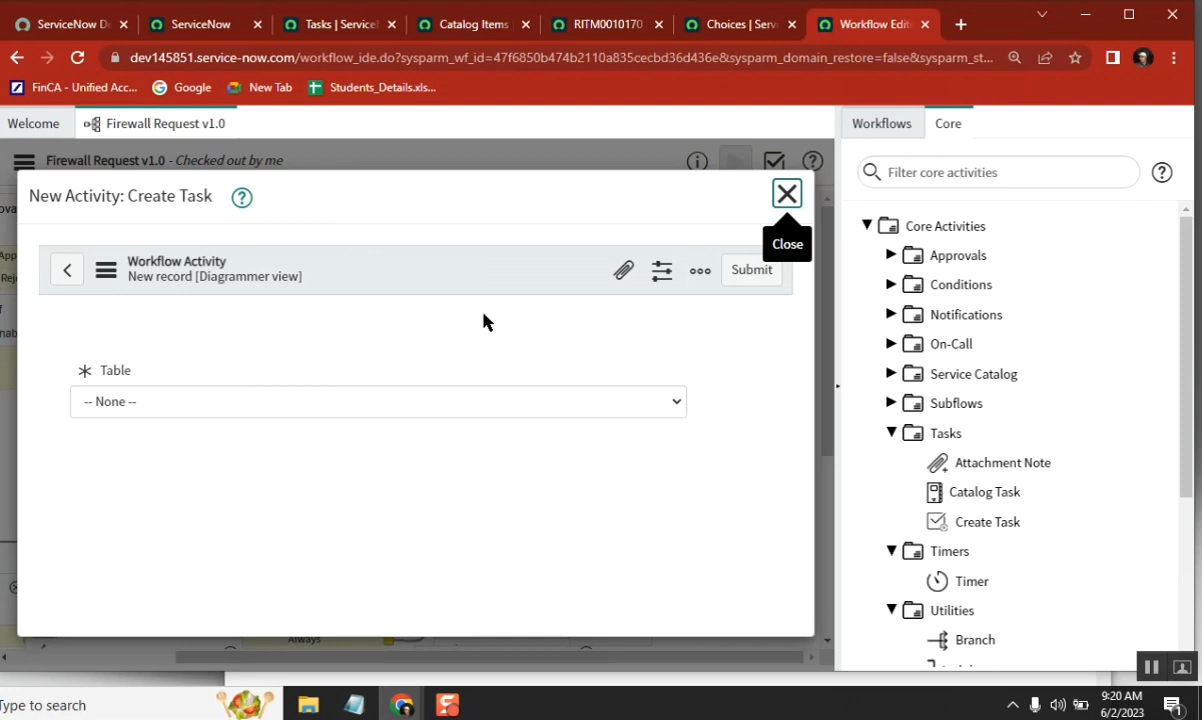 ServiceNow D
ServiceNow
Tasks | Service
Catalog Items
RITM0010170
Choices | Serv
Workflow Edit
dev145851.service-now.com/workflow_ide.do?sysparm_wf_id=47f6850b474b2110a835cecbd36d436e&sysparm_domain_restore=false&sysparm_st...
FinCA - Unified Acc...
Google
New Tab
Students_Details.xls...
Welcome
Firewall Request v1.0
Workflows
Core
Firewall Request v1.0 - Checked out by me
Filter core activities
New Activity: Create Task
Close
Workflow Activity
New record [Diagrammer view]
Submit
Table
-- None --
Core Activities
Approvals
Conditions
Notifications
On-Call
Service Catalog
Subflows
Tasks
Attachment Note
Catalog Task
Create Task
Timers
Timer
Utilities
Branch
Always
Type to search
9:20 AM
6/2/2023
1